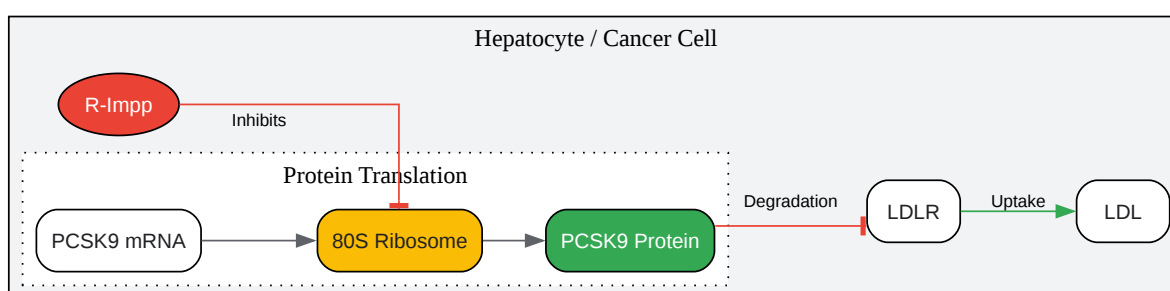 Hepatocyte / Cancer Cell
R-Impp
Inhibits
Protein Translation
PCSK9 mRNA
80S Ribosome
PCSK9 Protein
Degradation
LDLR
Uptake
LDL